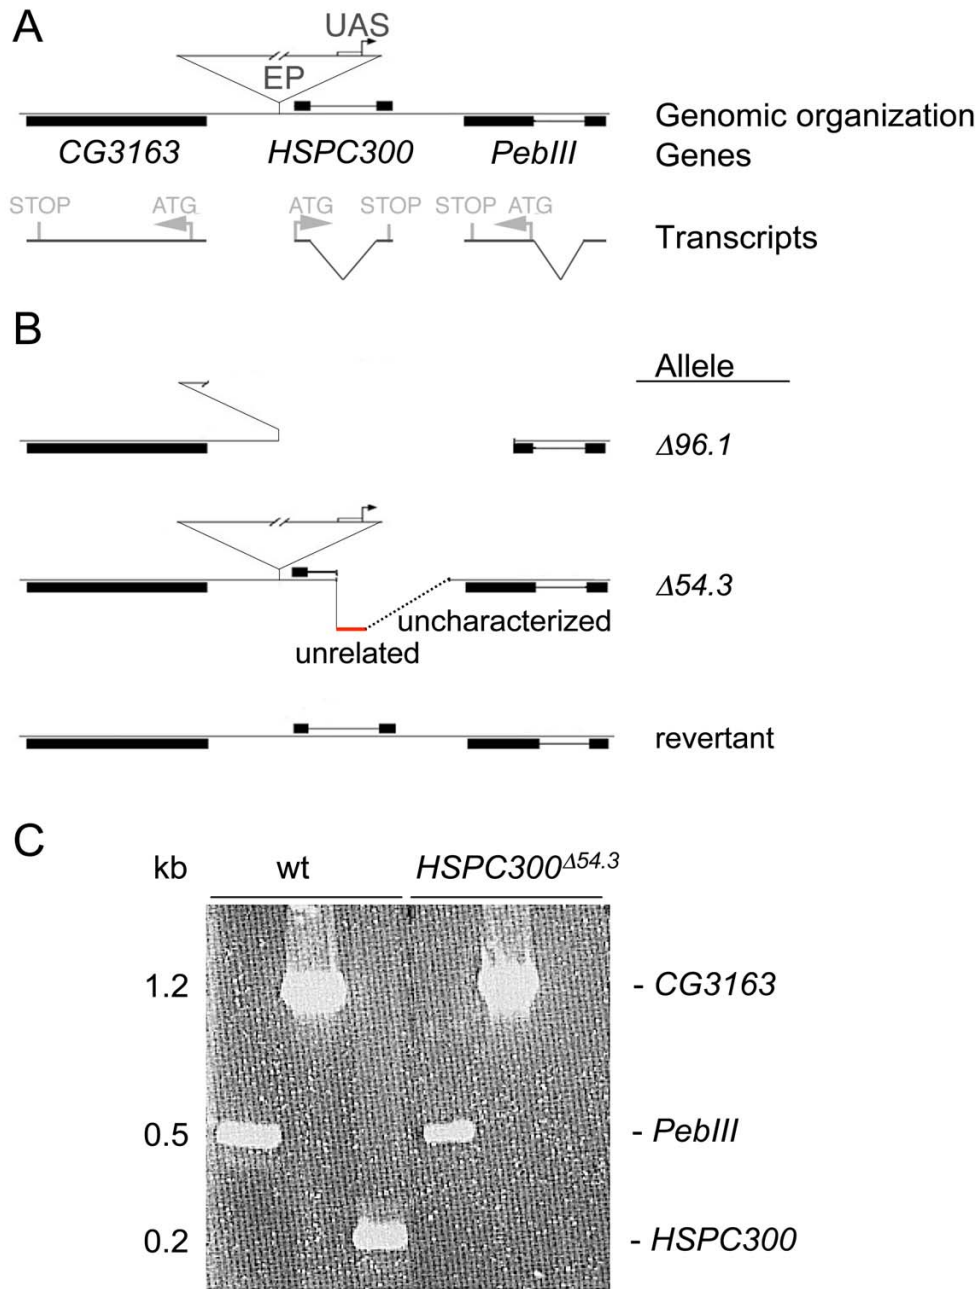 A
UAS
EP
Genomic organization
CG3163 HSPC300 PebIII Genes
STOP ATG ATG STOP STOP ATG
Transcripts
B
Allele
Δ96.1
Δ54.3
uncharacterized
unrelated
revertant
C
kb wt HSPC300Δ54.3
1.2 - CG3163
0.5 - PebIII
0.2 - HSPC300